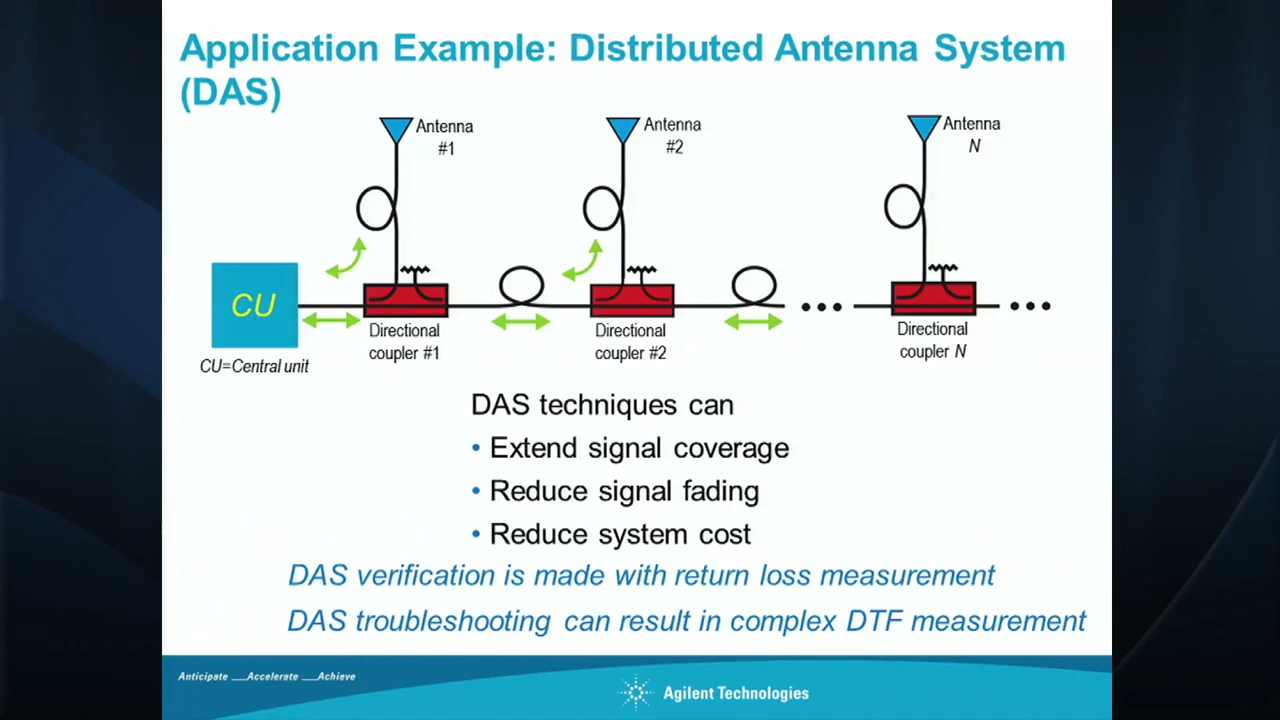 Application Example: Distributed Antenna System
(DAS)
Antenna
#1
Antenna
#2
Antenna
N
CU
Directional
coupler #1
Directional
coupler #2
Directional
coupler N
CU=Central unit
DAS techniques can
• Extend signal coverage
• Reduce signal fading
• Reduce system cost
DAS verification is made with return loss measurement
DAS troubleshooting can result in complex DTF measurement
Anticipate __Accelerate __Achieve
Agilent Technologies